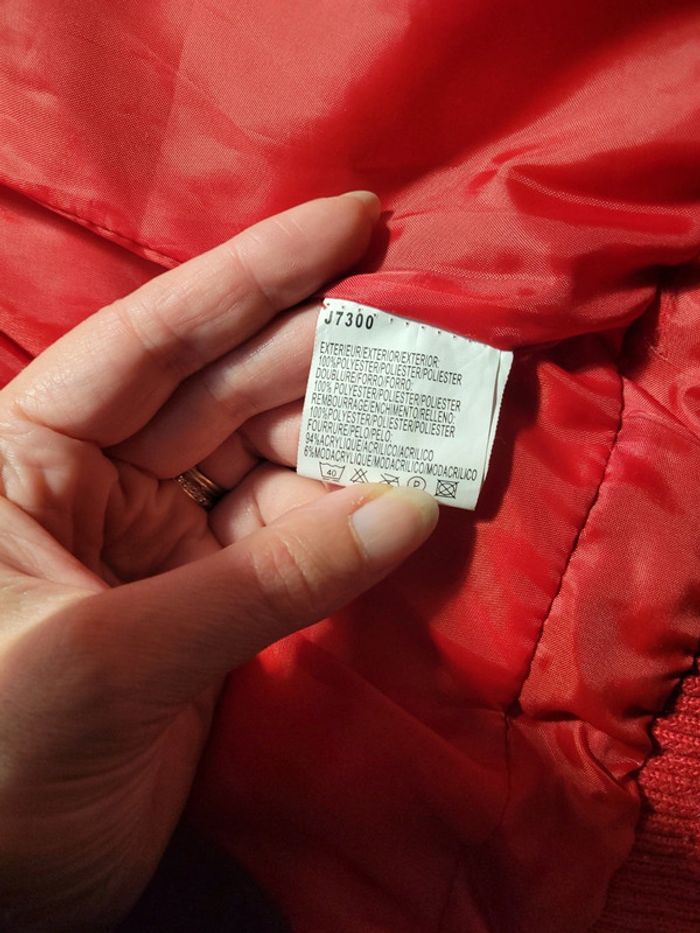 J7300
EXTERIEUR/EXTERIOR/EXTERIOR:
100%POLYESTER/POLIESTER/POLIESTER
DOUBLURE/FORRO/FORRO:
100% POLYESTER/POLIESTER/POLIESTER
REMBOURRAGE/ENCHIMENTO/RELLENO:
100%POLYESTER/POLIESTER/POLIESTER
FOURRURE/PELO/PELO:
94%ACRYLIQUE/ACRILICO/ACRILICO
6%MODACRYLIQUE/MODACRILICO/MODACRILICO
40 P